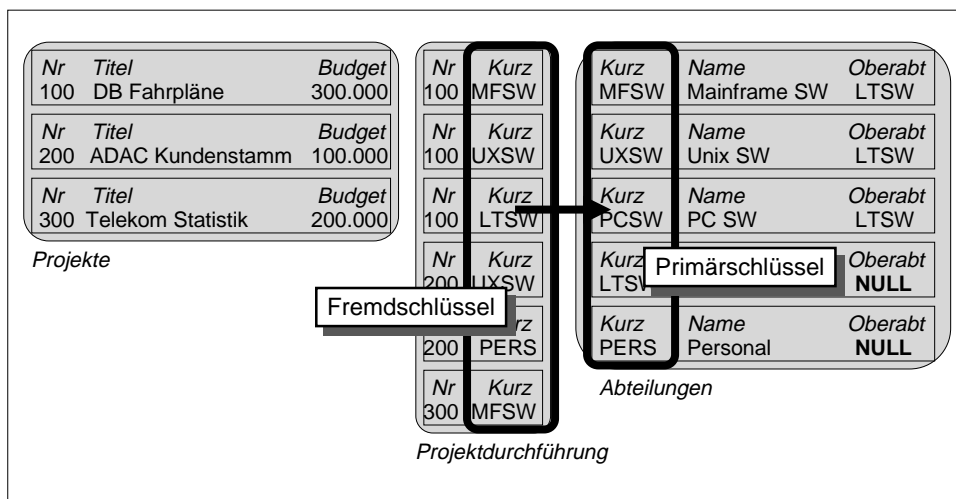 Nr Titel Budget
100 DB Fahrpläne 300.000
Nr Titel Budget
200 ADAC Kundenstamm 100.000
Nr Titel Budget
300 Telekom Statistik 200.000
Projekte
Nr Kurz
100 MFSW
Nr Kurz
100 UXSW
Nr Kurz
100 LTSW
Nr Kurz
200 UXSW
Fremdschlüssel
rz
200 PERS
Nr Kurz
300 MFSW
Projektdurchführung
Kurz Name Oberabt
MFSW Mainframe SW LTSW
Kurz Name Oberabt
UXSW Unix SW LTSW
Kurz Name Oberabt
PCSW PC SW LTSW
Kurz Oberabt
Primärschlüssel
LTSW NULL
Kurz Name Oberabt
PERS Personal NULL
Abteilungen